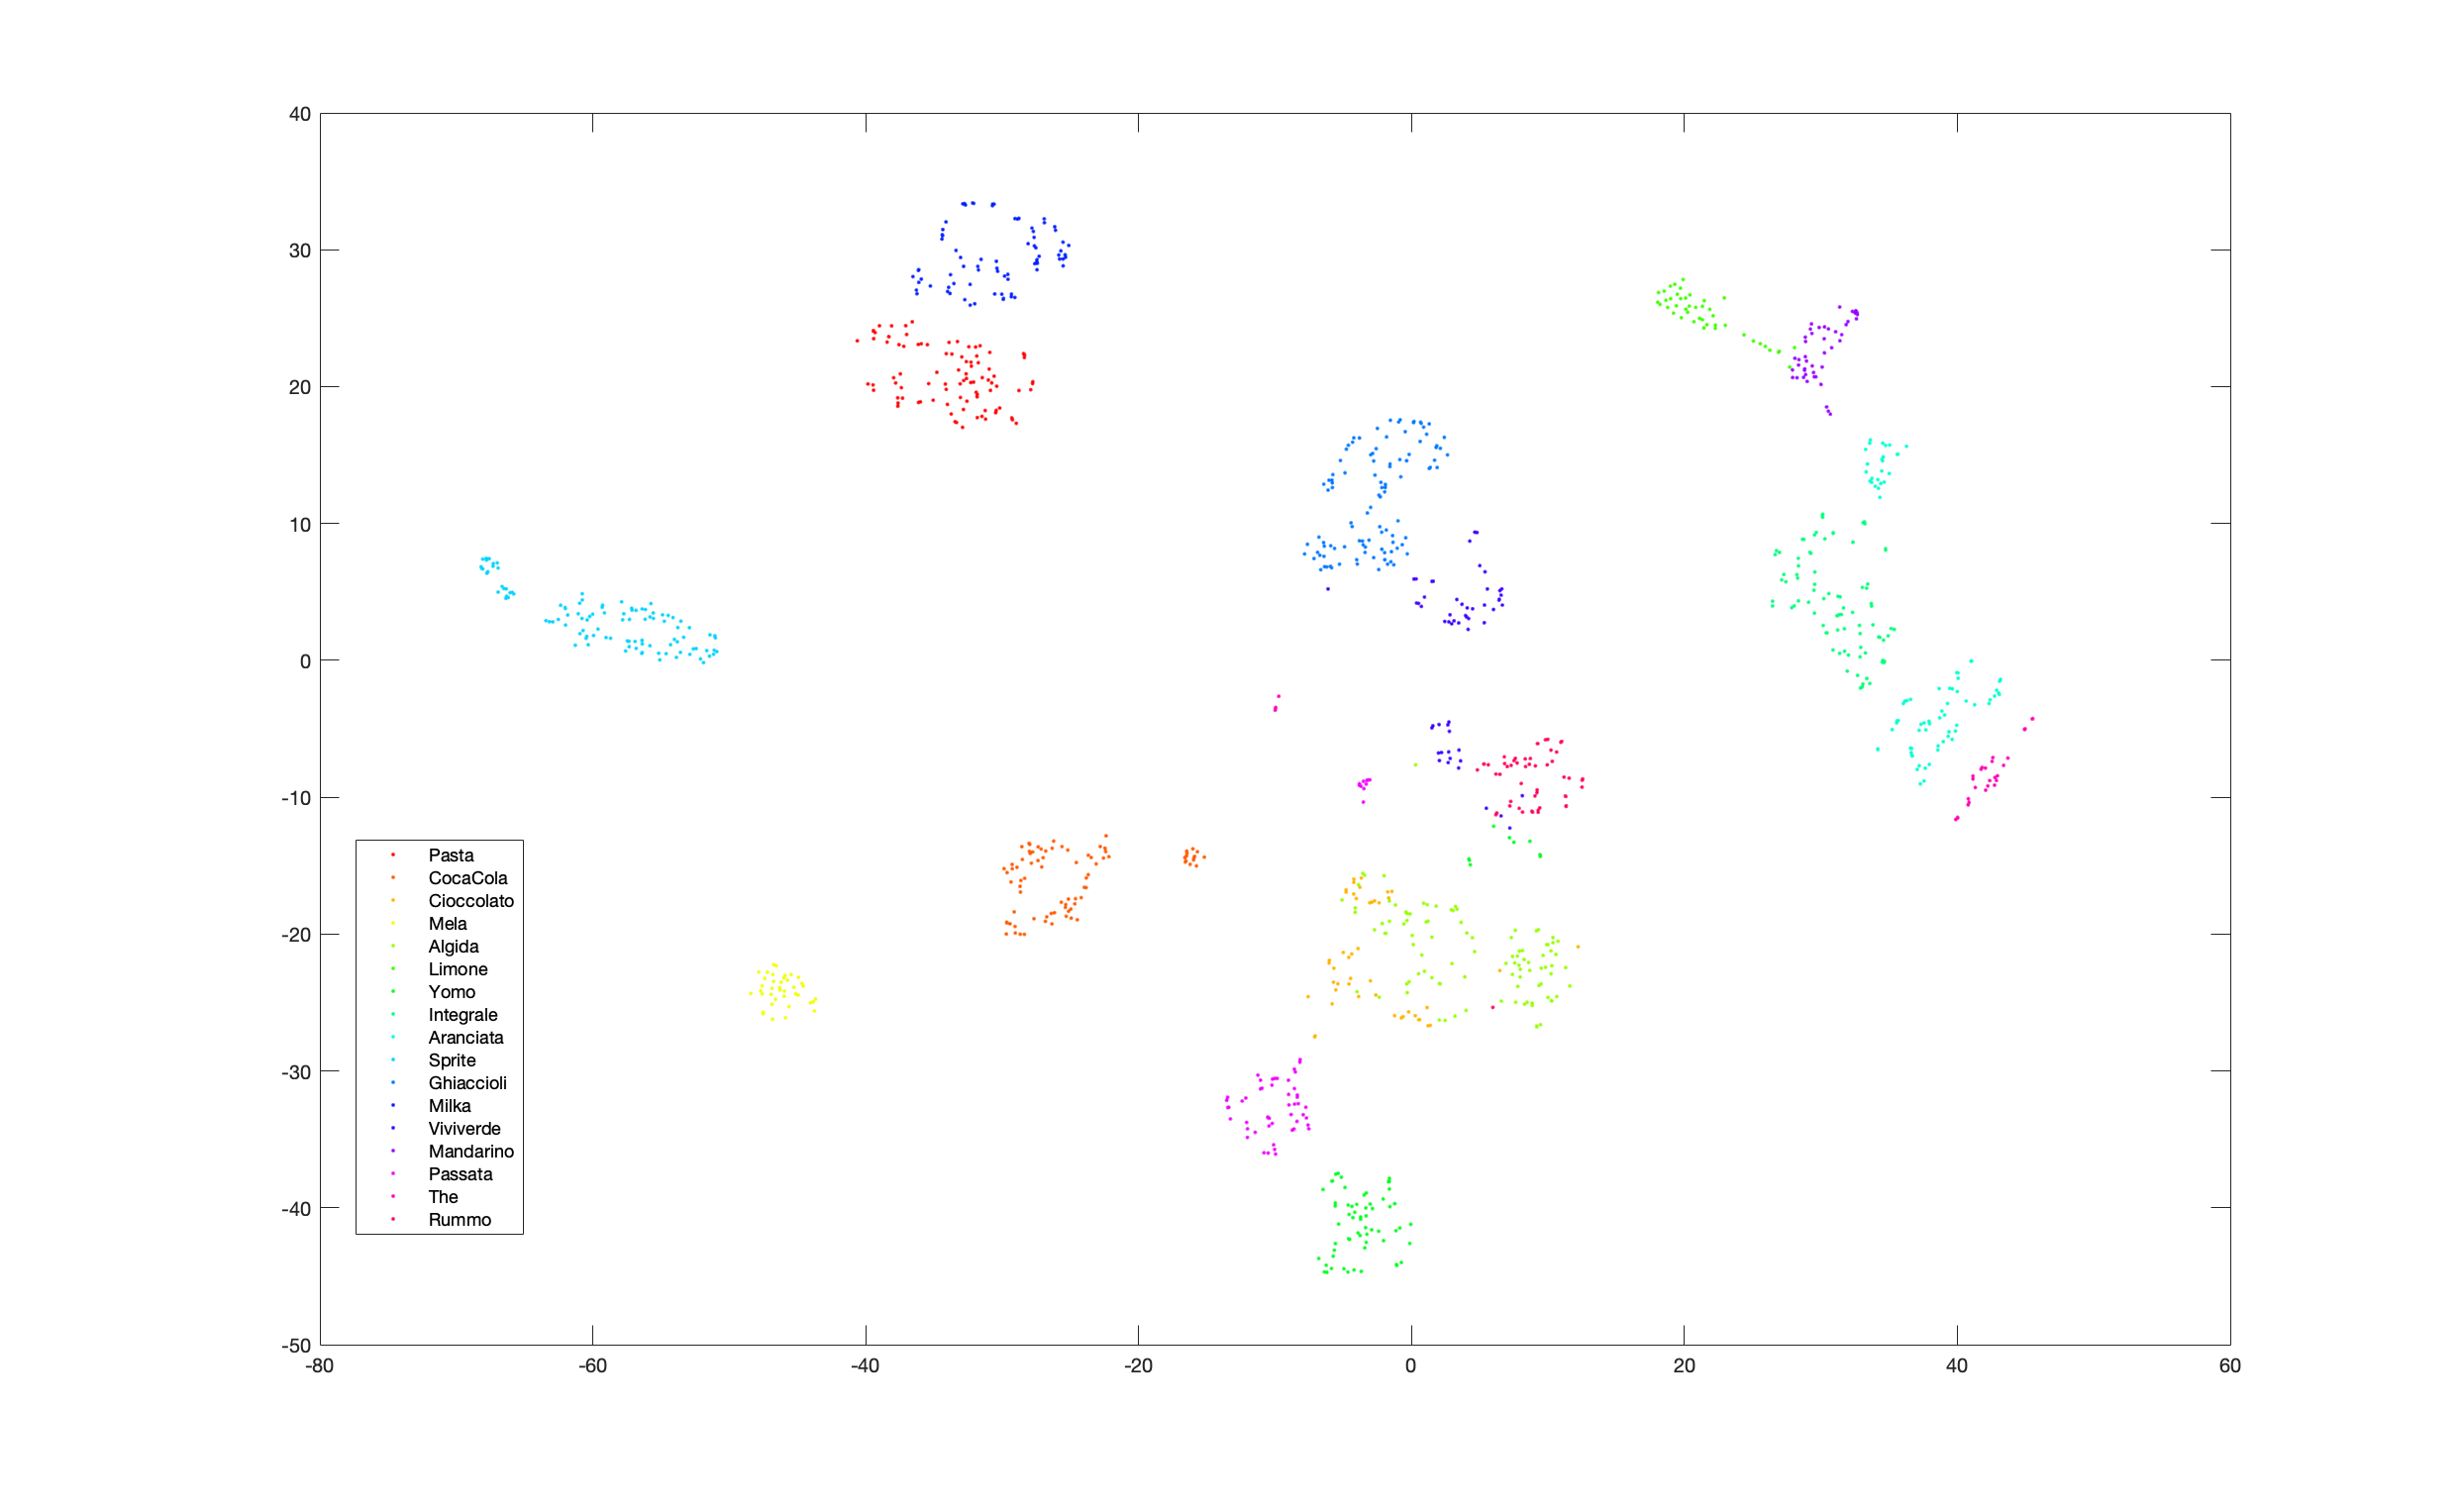 40
30
20
10
0
-10
-20
-30
-40
-50
-80
-60
-40
-20
0
20
40
60
Pasta
CocaCola
Cioccolato
Mela
Algida
Limone
Yomo
Integrale
Aranciata
Sprite
Ghiaccioli
Milka
Viviverde
Mandarino
Passata
The
Rummo